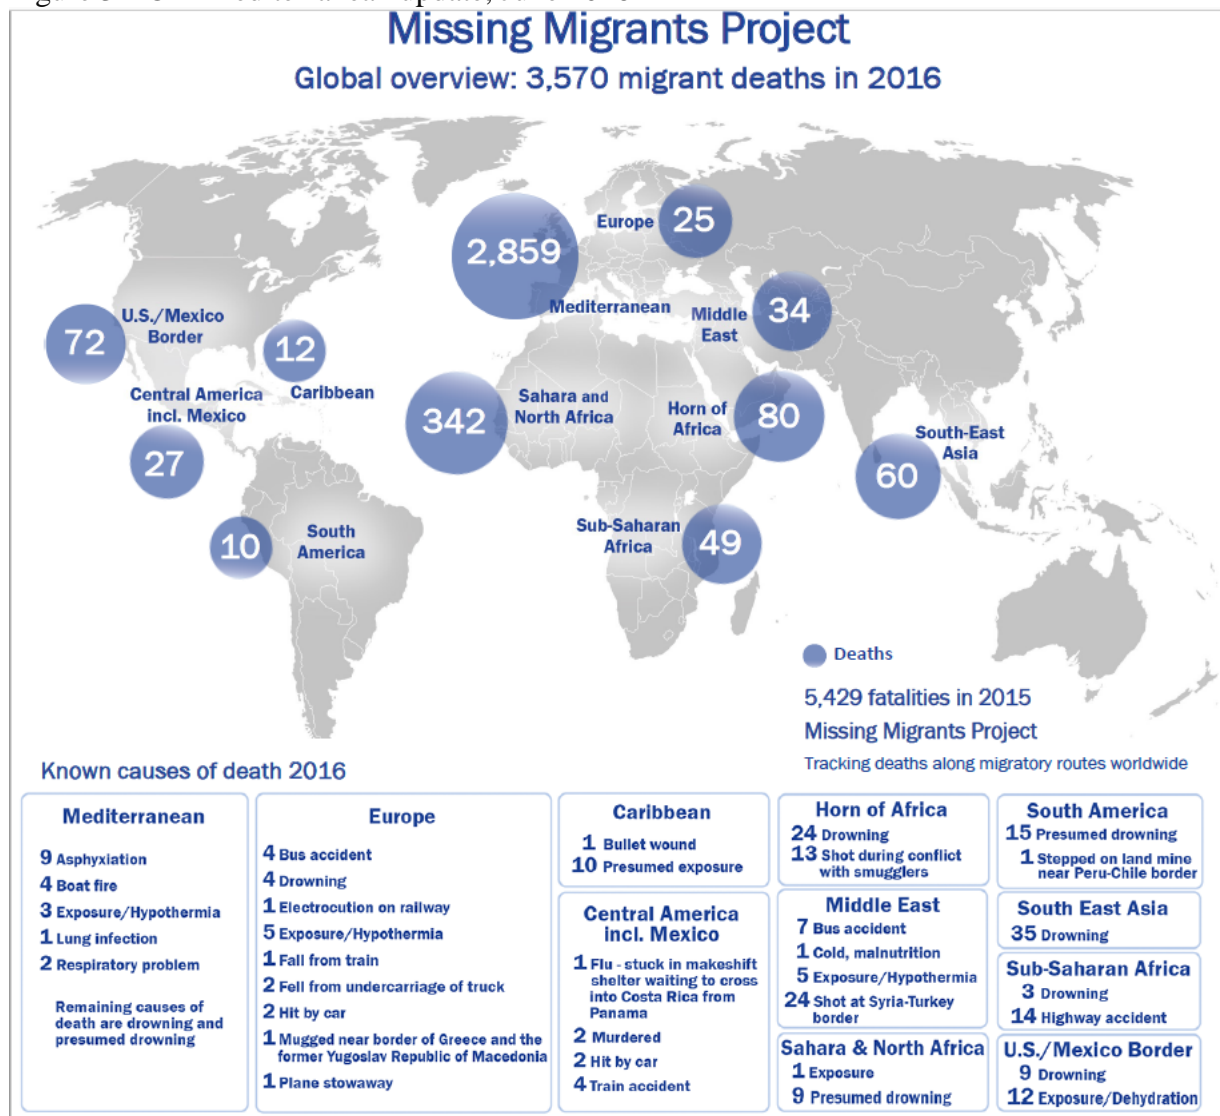 Missing Migrants Project
Global overview: 3,570 migrant deaths in 2016
Europe
25
2,859
Mediterranean
Middle
East
34
U.S./Mexico
Border
72
12
Caribbean
Central America
incl. Mexico
27
342
Sahara and
North Africa
Horn of
Africa
80
South-East
Asia
60
10
South
America
Sub-Saharan
Africa
49
Deaths
5,429 fatalities in 2015
Missing Migrants Project
Tracking deaths along migratory routes worldwide
Known causes of death 2016
Mediterranean
9 Asphyxiation
4 Boat fire
3 Exposure/Hypothermia
1 Lung infection
2 Respiratory problem
Remaining causes of
death are drowning and
presumed drowning
Europe
4 Bus accident
4 Drowning
1 Electrocution on railway
5 Exposure/Hypothermia
1 Fall from train
2 Fell from undercarriage of truck
2 Hit by car
1 Mugged near border of Greece and the
former Yugoslav Republic of Macedonia
1 Plane stowaway
Caribbean
1 Bullet wound
10 Presumed exposure
Central America
incl. Mexico
1 Flu - stuck in makeshift
shelter waiting to cross
into Costa Rica from
Panama
2 Murdered
2 Hit by car
4 Train accident
Horn of Africa
24 Drowning
13 Shot during conflict
with smugglers
Middle East
7 Bus accident
1 Cold, malnutrition
5 Exposure/Hypothermia
24 Shot at Syria-Turkey
border
Sahara & North Africa
1 Exposure
9 Presumed drowning
South America
15 Presumed drowning
1 Stepped on land mine
near Peru-Chile border
South East Asia
35 Drowning
Sub-Saharan Africa
3 Drowning
14 Highway accident
U.S./Mexico Border
9 Drowning
12 Exposure/Dehydration